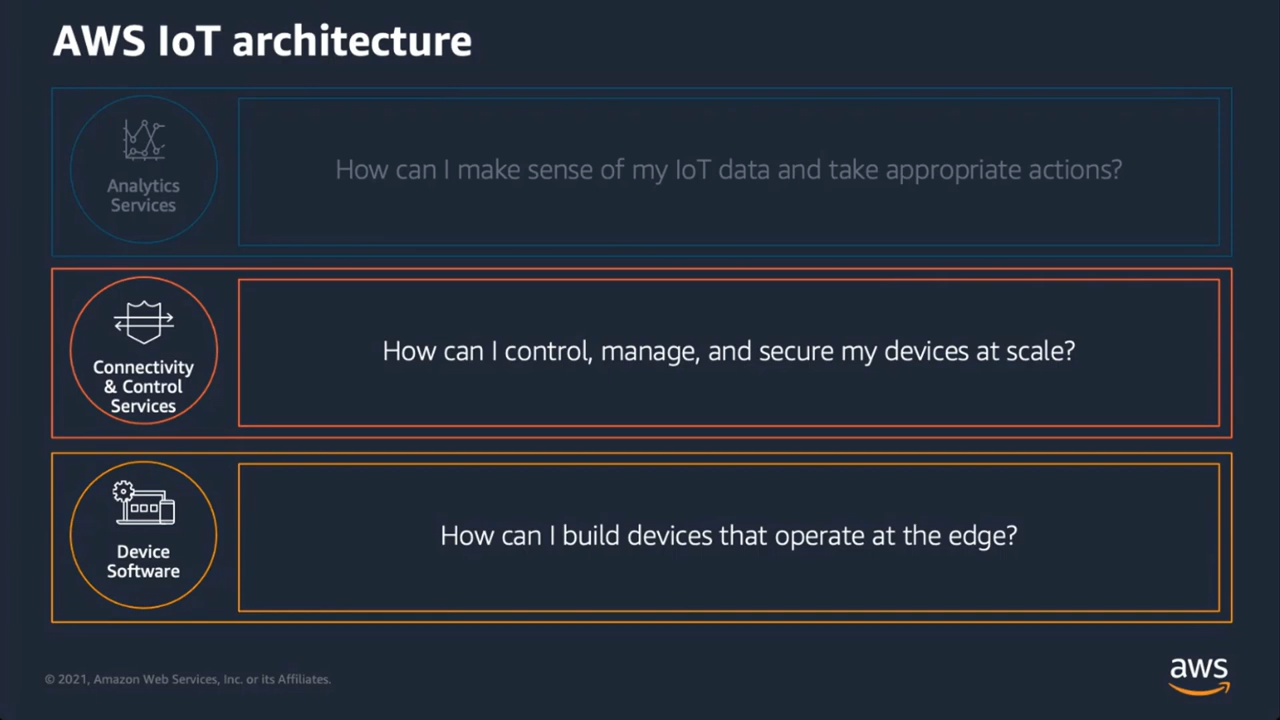 AWS IoT architecture
Analytics
Services
How can I make sense of my IoT data and take appropriate actions?
Connectivity
& Control
Services
How can I control, manage, and secure my devices at scale?
Device
Software
How can I build devices that operate at the edge?
© 2021, Amazon Web Services, Inc. or its Affiliates.
aws